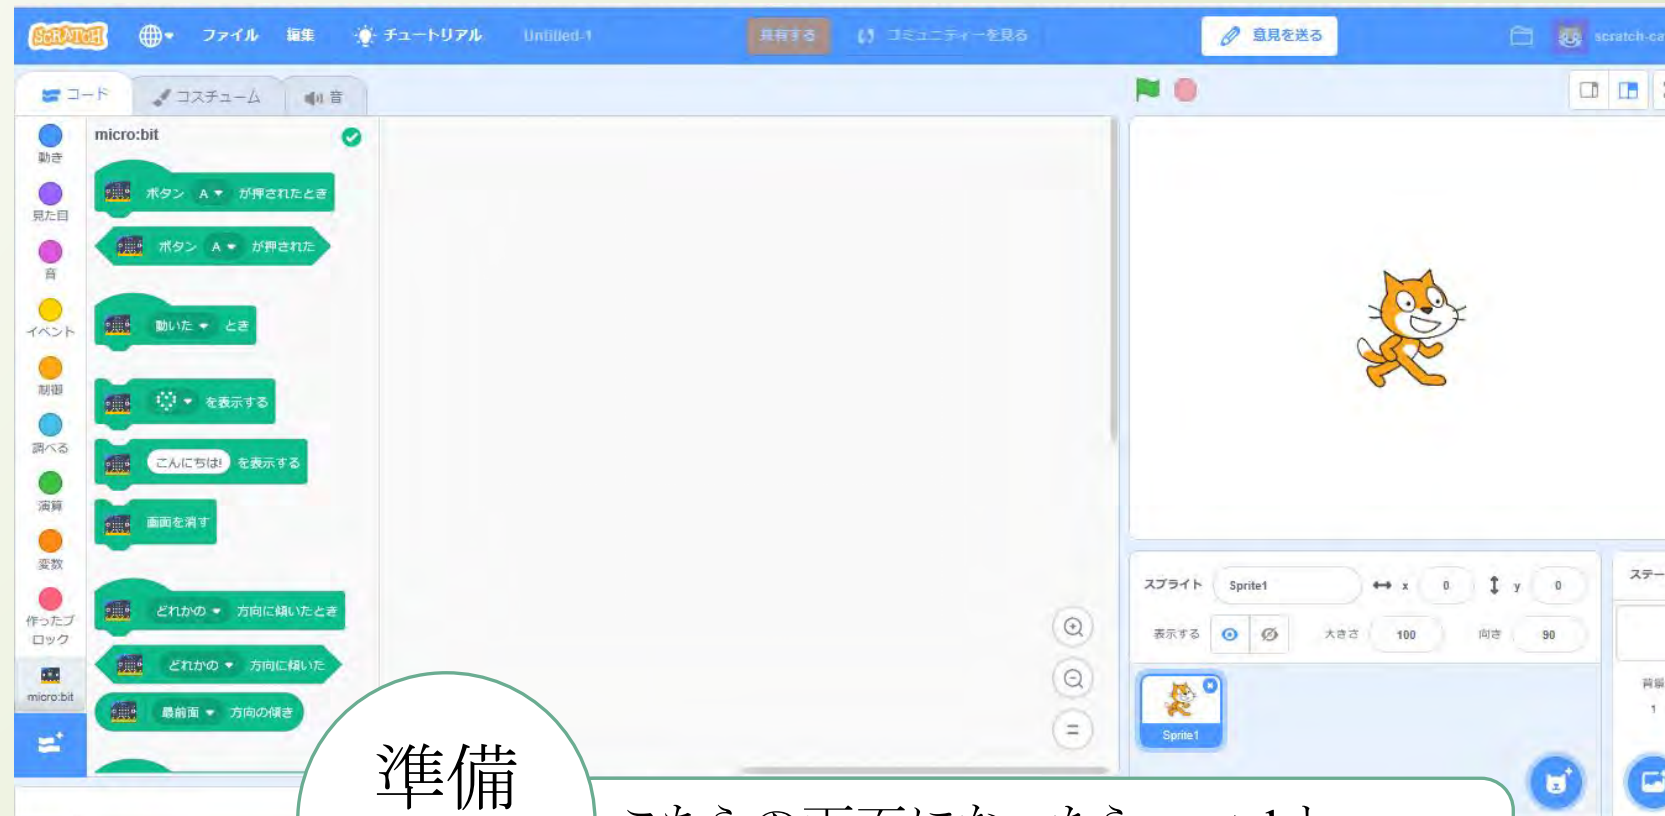 SCRATCH
ファイル
編集
チュートリアル
Untitled-1
共有する
コミュニティーを見る
意見を送る
scratch-ca
コード
コスチューム
音
動き
見た目
音
イベント
制御
調べる
演算
変数
作ったブ
ロック
micro:bit
micro:bit
ボタン A が押されたとき
ボタン A が押された
動いた とき
を表示する
こんにちは! を表示する
画面を消す
どれかの 方向に傾いたとき
どれかの 方向に傾いた
最前面 方向の傾き
スプライト Sprite1 x 0 y 0
表示する 大きさ 100 向き 90
Sprite1
ステー
背景
1
準備